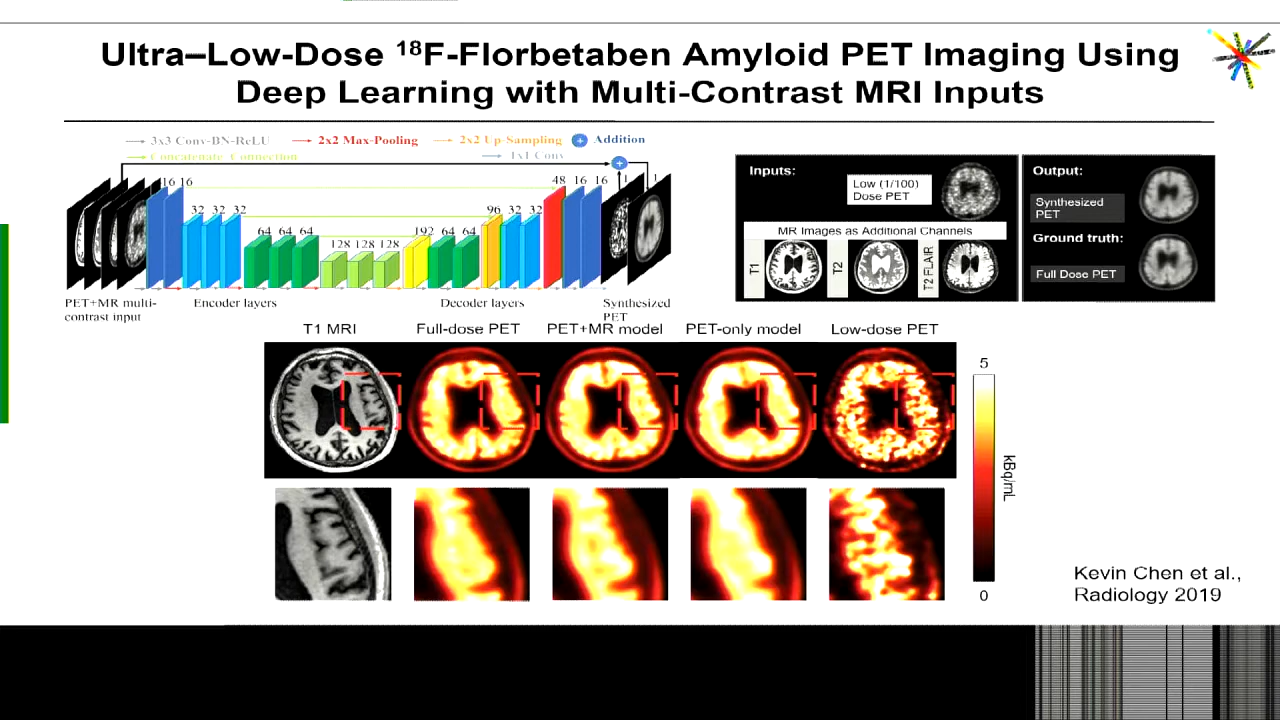 Ultra–Low-Dose ¹⁸F-Florbetaben Amyloid PET Imaging Using
Deep Learning with Multi-Contrast MRI Inputs
3x3 Conv-BN-ReLU
2x2 Max-Pooling
2x2 Up-Sampling
+ Addition
Concatenate Connection
1x1 Conv
+
16 16
32 32 32
64 64 64
128 128 128
192 64 64
96 32 32
48 16 16
1
1
PET+MR multi-
contrast input
Encoder layers
Decoder layers
Synthesized
PET
Inputs:
Low (1/100)
Dose PET
MR Images as Additional Channels
T1
T2
T2 FLAIR
Output:
Synthesized
PET
Ground truth:
Full Dose PET
T1 MRI
Full-dose PET
PET+MR model
PET-only model
Low-dose PET
5
kBq/mL
0
Kevin Chen et al.,
Radiology 2019